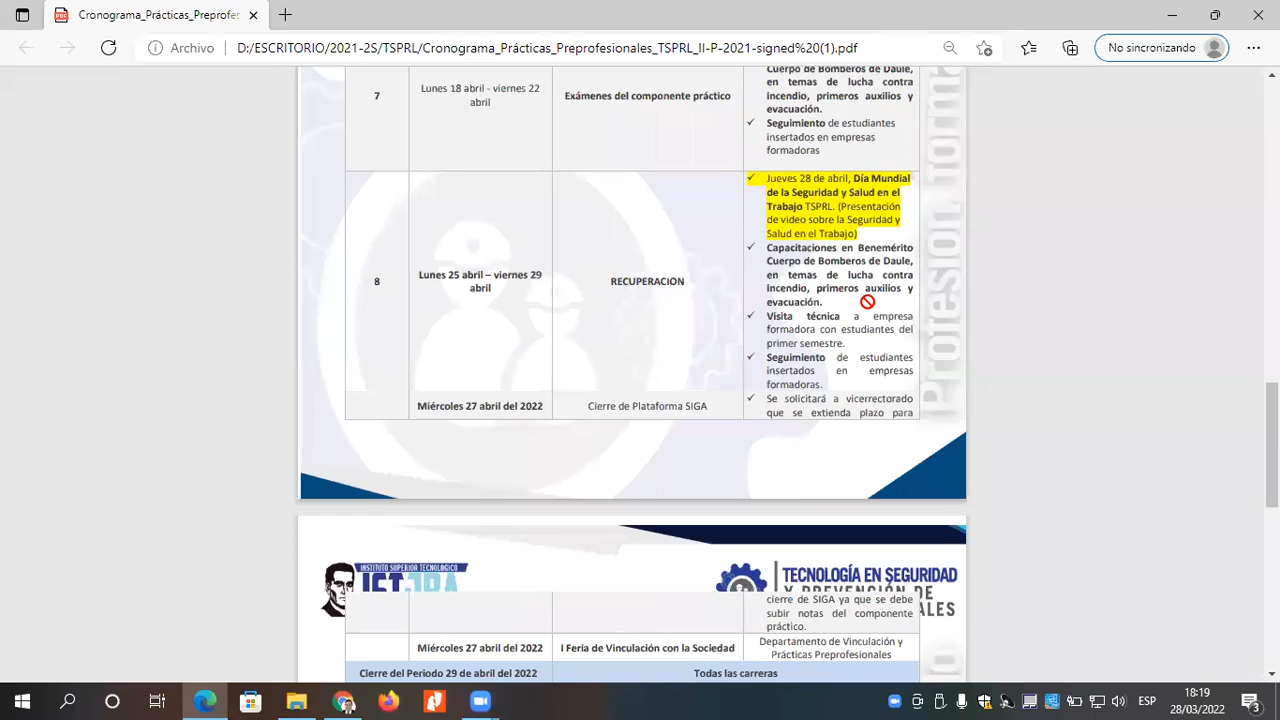 Cronograma_Prácticas_Preprofes
Archivo
D:/ESCRITORIO/2021-2S/TSPRL/Cronograma_Prácticas_Preprofesionales_TSPRL_II-P-2021-signed%20(1).pdf
No sincronizando
7
Lunes 18 abril - viernes 22
abril
Exámenes del componente práctico
Cuerpo de Bomberos de Daule,
en temas de lucha contra
incendio, primeros auxilios y
evacuación.
Seguimiento de estudiantes
insertados en empresas
formadoras
8
Lunes 25 abril – viernes 29
abril
RECUPERACION
Jueves 28 de abril, Día Mundial
de la Seguridad y Salud en el
Trabajo TSPRL. (Presentación
de video sobre la Seguridad y
Salud en el Trabajo)
Capacitaciones en Benemérito
Cuerpo de Bomberos de Daule,
en temas de lucha contra
incendio, primeros auxilios y
evacuación.
Visita técnica a empresa
formadora con estudiantes del
primer semestre.
Seguimiento de estudiantes
insertados en empresas
formadoras.
Miércoles 27 abril del 2022
Cierre de Plataforma SIGA
Se solicitará a vicerrectorado
que se extienda plazo para
INSTITUTO SUPERIOR TECNOLÓGICO
TECNOLOGÍA EN SEGURIDAD
cierre de SIGA ya que se debe
subir notas del componente
práctico.
Miércoles 27 abril del 2022
I Feria de Vinculación con la Sociedad
Departamento de Vinculación y
Prácticas Preprofesionales
Cierre del Periodo 29 de abril del 2022
Todas las carreras
ESP
18:19
28/03/2022
3